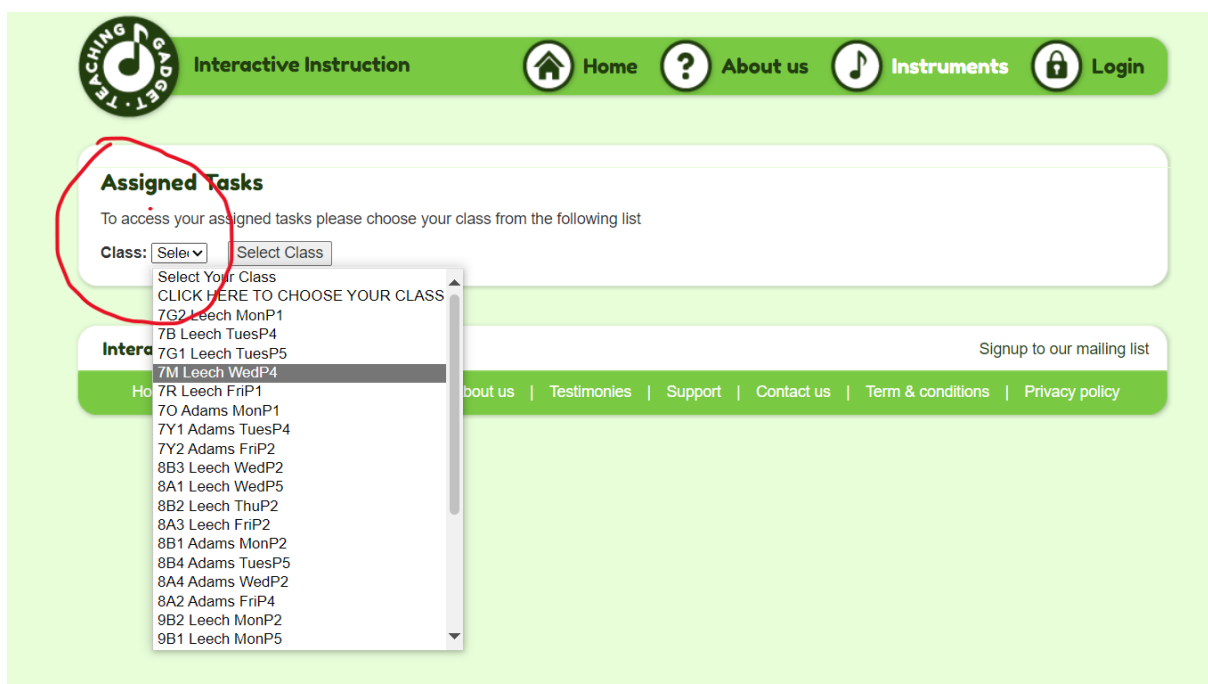 TEACHING GADGET
Interactive Instruction
Home
About us
Instruments
Login
Assigned Tasks
To access your assigned tasks please choose your class from the following list
Class: Selec Select Class
Select Your Class
CLICK HERE TO CHOOSE YOUR CLASS
7G2 Leech MonP1
7B Leech TuesP4
7G1 Leech TuesP5
7M Leech WedP4
7R Leech FriP1
7O Adams MonP1
7Y1 Adams TuesP4
7Y2 Adams FriP2
8B3 Leech WedP2
8A1 Leech WedP5
8B2 Leech ThuP2
8A3 Leech FriP2
8B1 Adams MonP2
8B4 Adams TuesP5
8A4 Adams WedP2
8A2 Adams FriP4
9B2 Leech MonP2
9B1 Leech MonP5
Intera
Signup to our mailing list
Ho
bout us | Testimonies | Support | Contact us | Term & conditions | Privacy policy